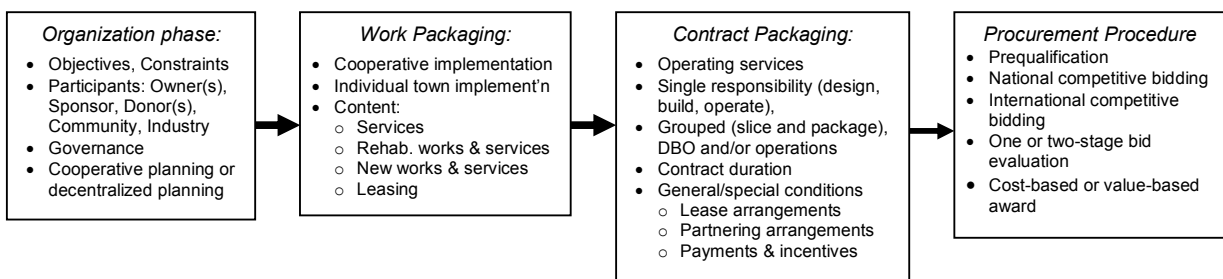 Organization phase:
• Objectives, Constraints
• Participants: Owner(s),
Sponsor, Donor(s),
Community, Industry
• Governance
• Cooperative planning or
decentralized planning
Work Packaging:
• Cooperative implementation
• Individual town implement'n
• Content:
o Services
o Rehab. works & services
o New works & services
o Leasing
Contract Packaging:
• Operating services
• Single responsibility (design,
build, operate),
• Grouped (slice and package),
DBO and/or operations
• Contract duration
• General/special conditions
o Lease arrangements
o Partnering arrangements
o Payments & incentives
Procurement Procedure
• Prequalification
• National competitive bidding
• International competitive
bidding
• One or two-stage bid
evaluation
• Cost-based or value-based
award